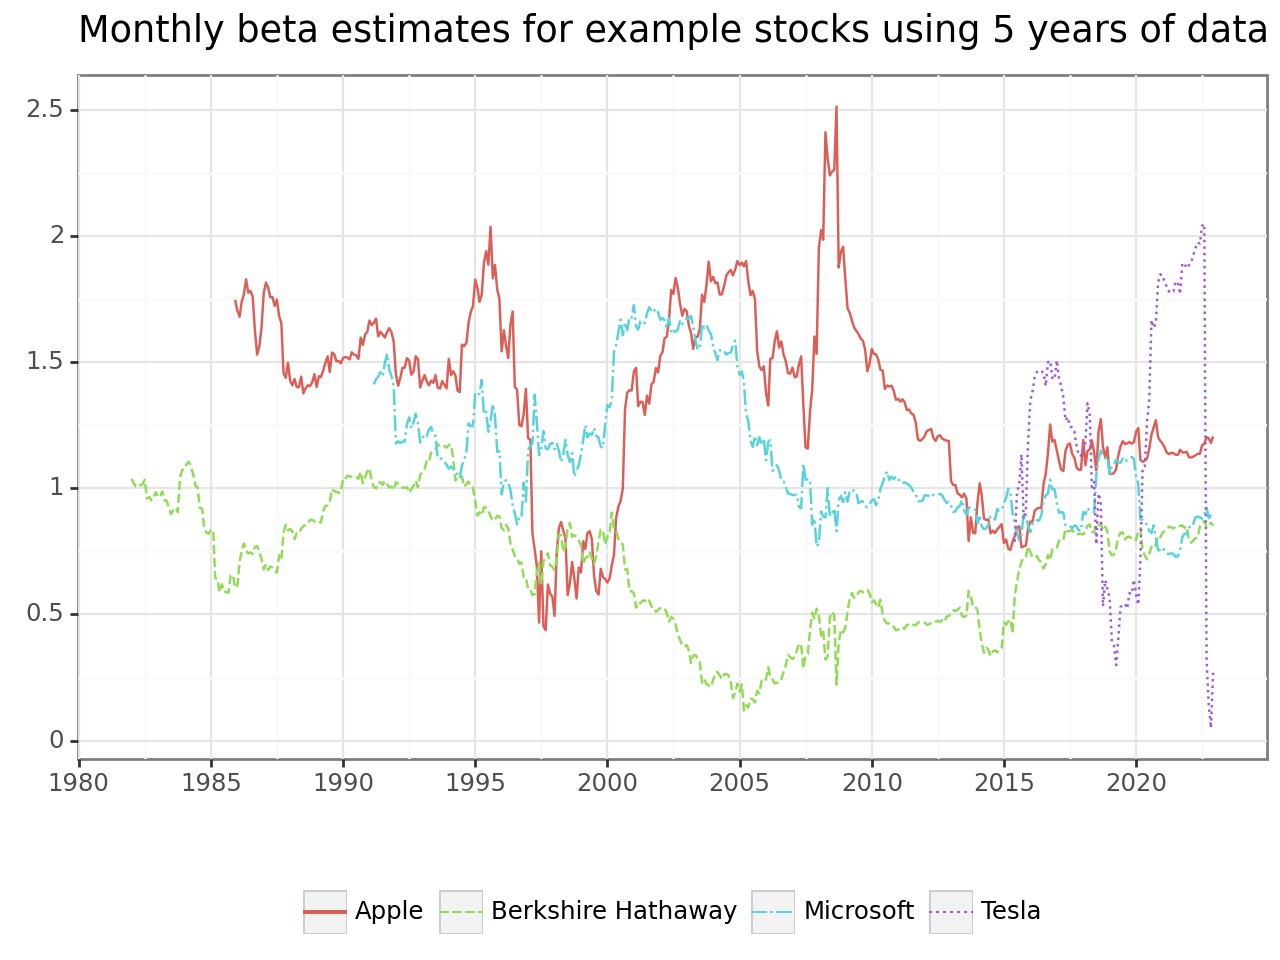 Monthly beta estimates for example stocks using 5 years of data
2.5
2
1.5
1
0.5
0
1980 1985 1990 1995 2000 2005 2010 2015 2020
Apple Berkshire Hathaway Microsoft Tesla